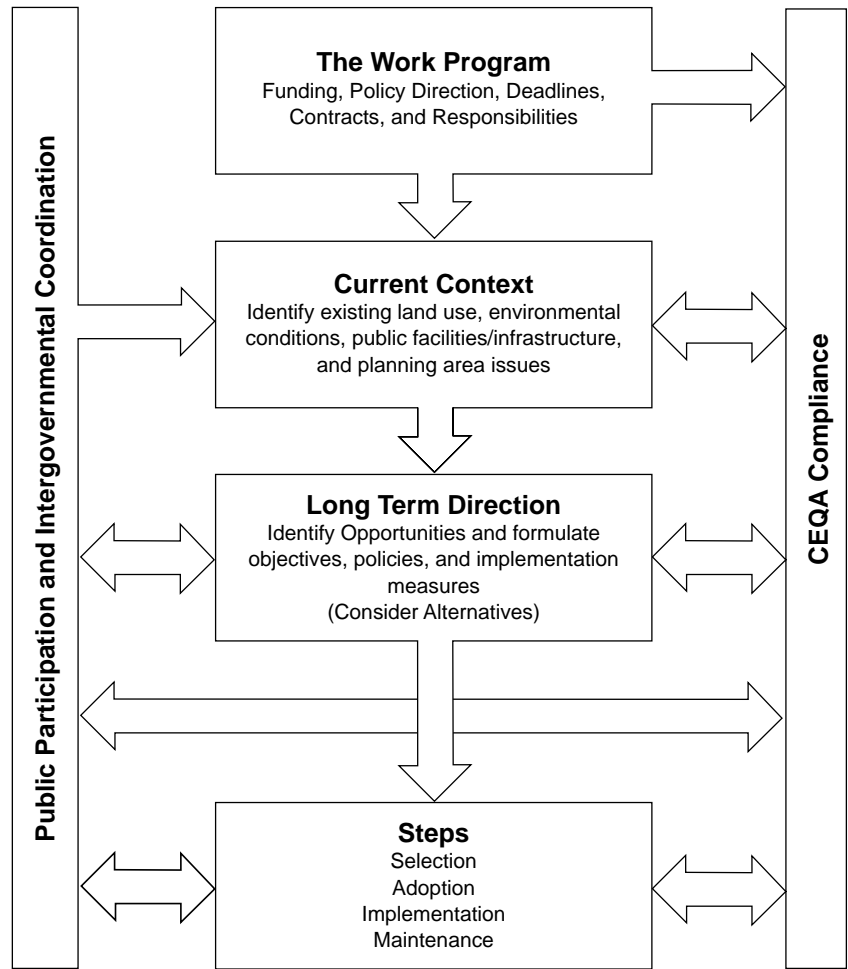 Public Participation and Intergovernmental Coordination
The Work Program
Funding, Policy Direction, Deadlines,
Contracts, and Responsibilities
Current Context
Identify existing land use, environmental
conditions, public facilities/infrastructure,
and planning area issues
Long Term Direction
Identify Opportunities and formulate
objectives, policies, and implementation
measures
(Consider Alternatives)
Steps
Selection
Adoption
Implementation
Maintenance
CEQA Compliance